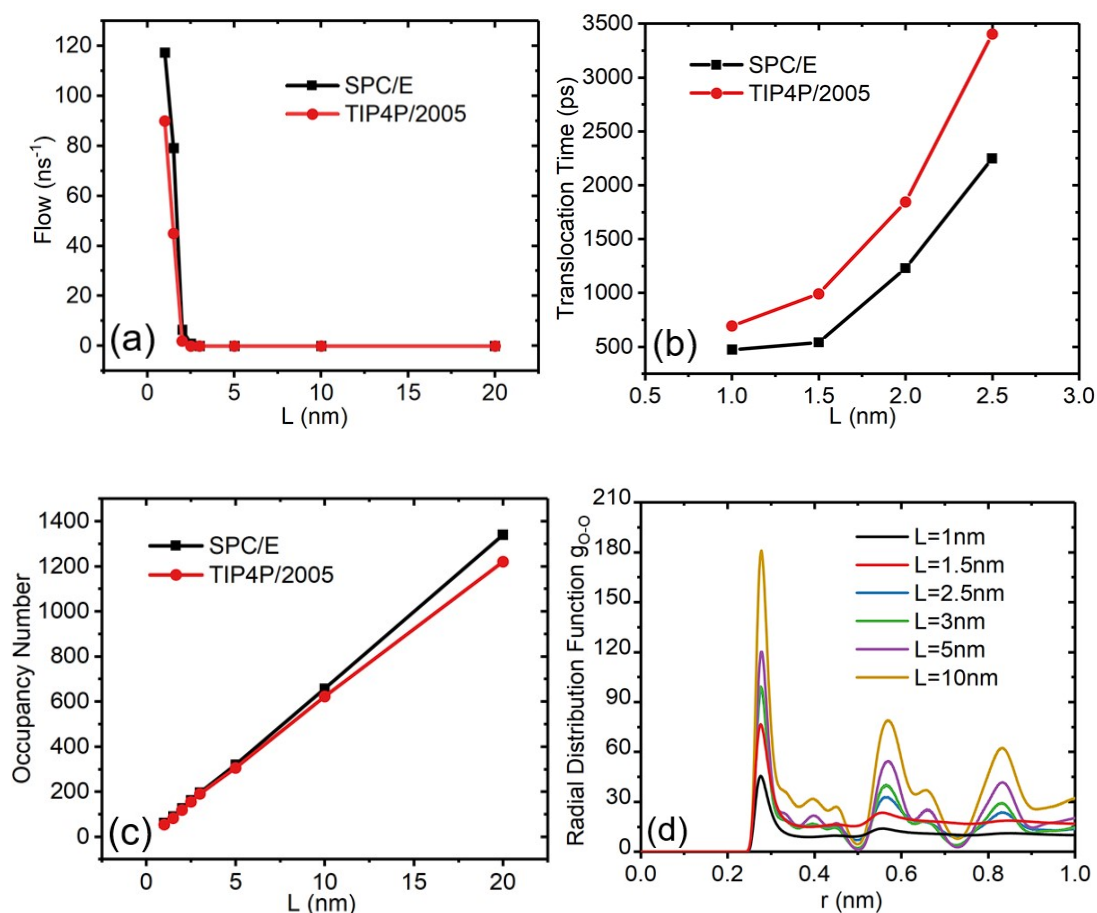 120
100
80
60
40
20
0
Flow (ns⁻¹)
SPC/E
TIP4P/2005
(a)
0 5 10 15 20
L (nm)
3500
3000
2500
2000
1500
1000
500
Translocation Time (ps)
SPC/E
TIP4P/2005
(b)
0.5 1.0 1.5 2.0 2.5 3.0
L (nm)
1400
1200
1000
800
600
400
200
0
Occupancy Number
SPC/E
TIP4P/2005
(c)
0 5 10 15 20
L (nm)
210
180
150
120
90
60
30
0
Radial Distribution Function g_O-O
L=1nm
L=1.5nm
L=2.5nm
L=3nm
L=5nm
L=10nm
(d)
0.0 0.2 0.4 0.6 0.8 1.0
r (nm)